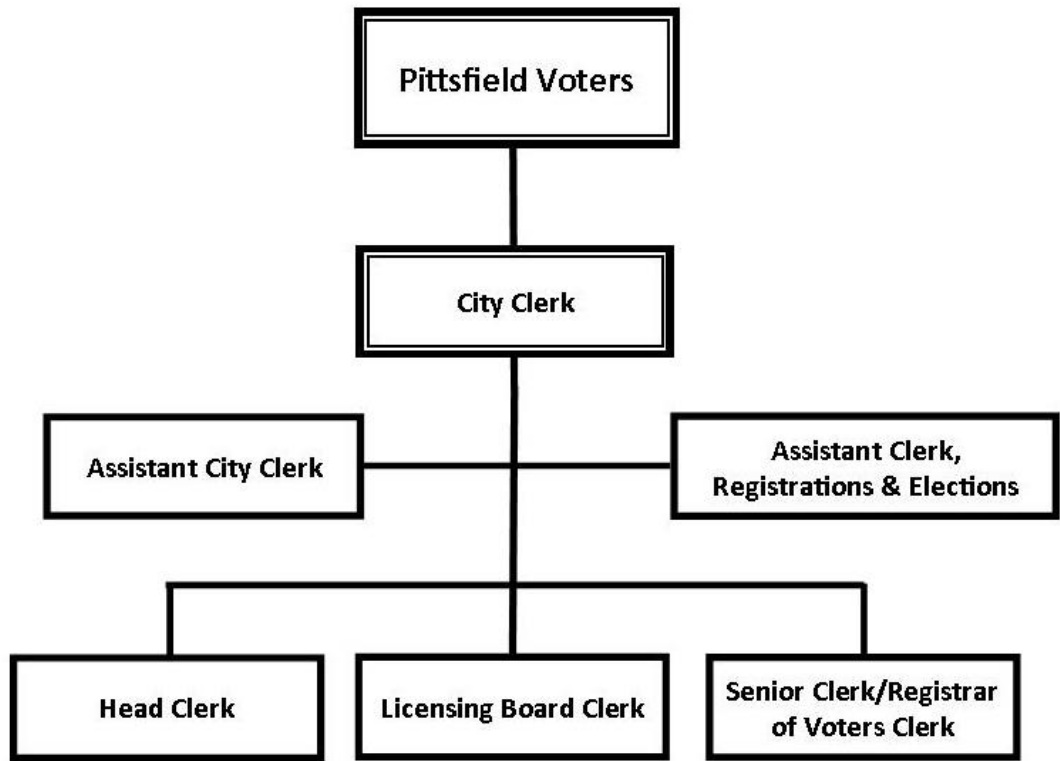 Pittsfield Voters
City Clerk
Assistant City Clerk
Assistant Clerk,
Registrations & Elections
Head Clerk
Licensing Board Clerk
Senior Clerk/Registrar
of Voters Clerk